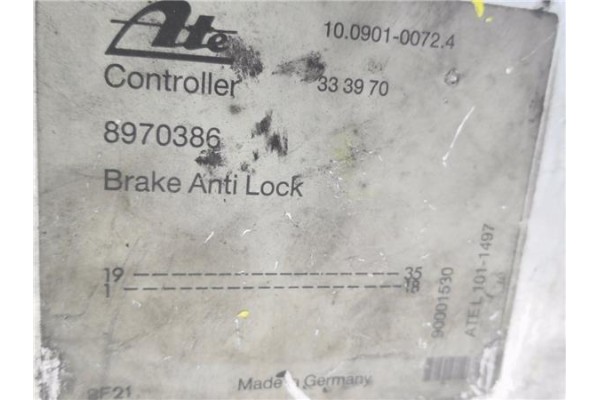 Ate
10.0901-0072.4
Controller
33 39 70
8970386
Brake Anti Lock
19 35
1 18
90001530
ATE L 101-1497
Made in Germany